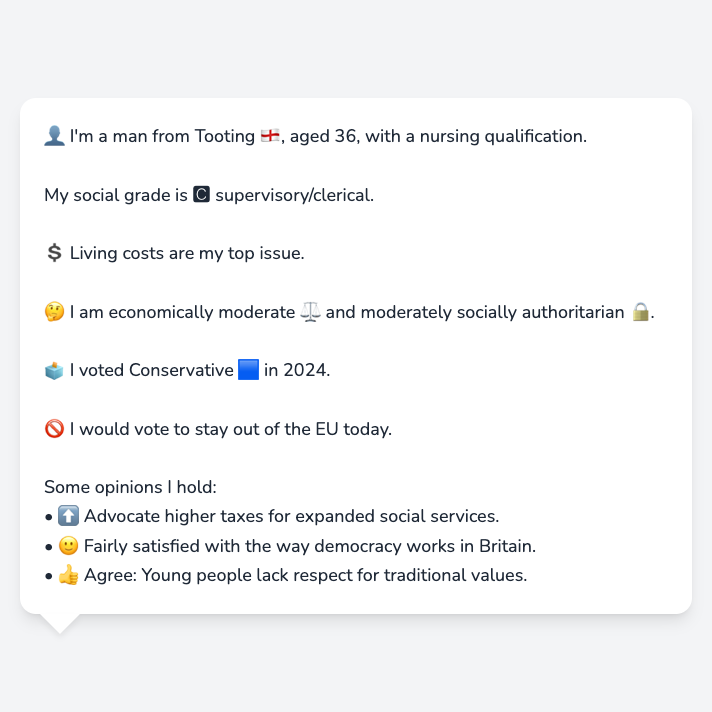 👤 I'm a man from Tooting 🏴󠁧󠁢󠁥󠁮󠁧󠁿, aged 36, with a nursing qualification.
My social grade is 🅲 supervisory/clerical.
💲 Living costs are my top issue.
🤔 I am economically moderate ⚖️ and moderately socially authoritarian 🔒.
🗳️ I voted Conservative 🟦 in 2024.
🚫 I would vote to stay out of the EU today.
Some opinions I hold:
• ⬆️ Advocate higher taxes for expanded social services.
• 🙂 Fairly satisfied with the way democracy works in Britain.
• 👍 Agree: Young people lack respect for traditional values.